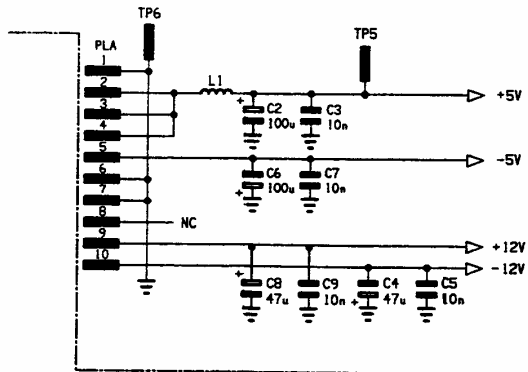 TP6
PLA
1
2
3
4
5
6
7
8
9
10
L1
TP5
+5V
+ C2
100u
C3
10n
-5V
C6
+ 100u
C7
10n
NC
+12V
-12V
+ C8
47u
C9
10n
C4
+ 47u
C5
10n